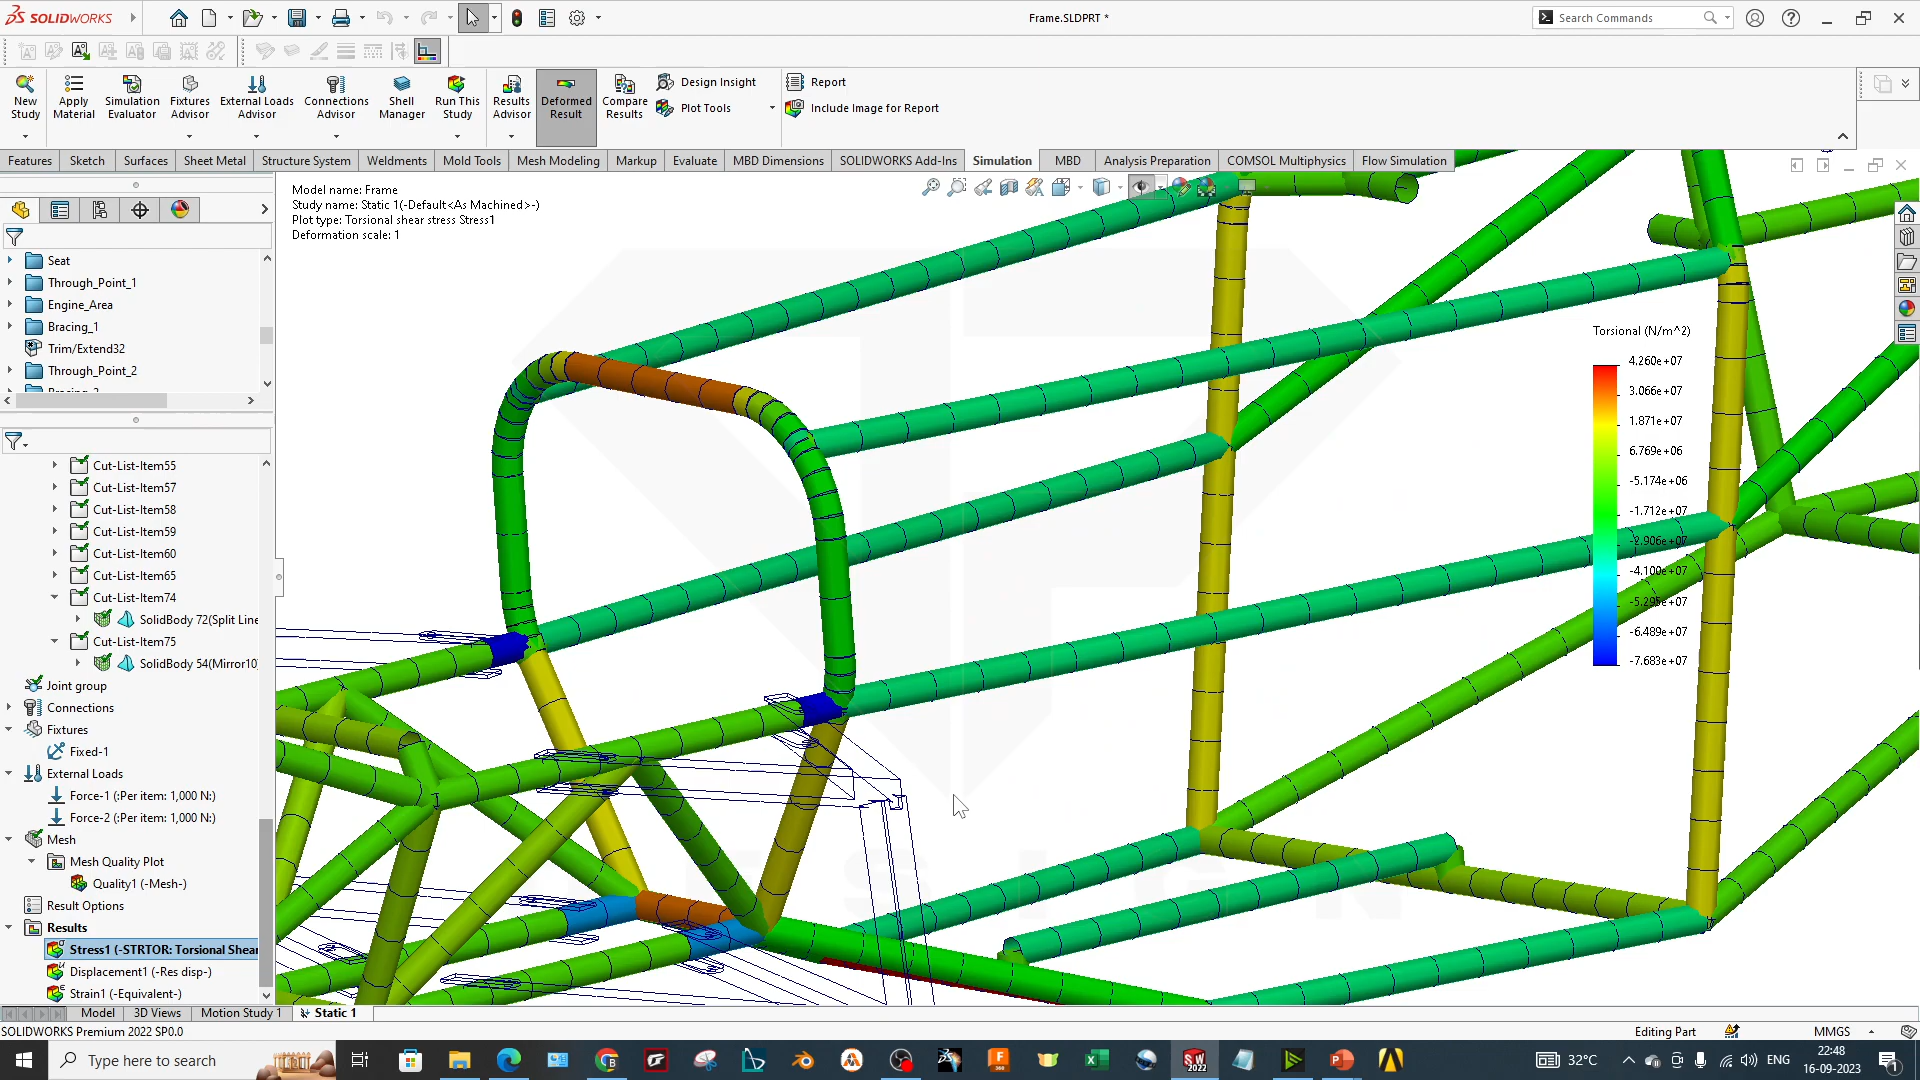 SOLIDWORKS
Frame.SLDPRT *
Search Commands
New Study
Apply Material
Simulation Evaluator
Fixtures Advisor
External Loads Advisor
Connections Advisor
Shell Manager
Run This Study
Results Advisor
Deformed Result
Compare Results
Design Insight
Plot Tools
Report
Include Image for Report
Features
Sketch
Surfaces
Sheet Metal
Structure System
Weldments
Mold Tools
Mesh Modeling
Markup
Evaluate
MBD Dimensions
SOLIDWORKS Add-Ins
Simulation
MBD
Analysis Preparation
COMSOL Multiphysics
Flow Simulation
Model name: Frame
Study name: Static 1(-Default<As Machined>-)
Plot type: Torsional shear stress Stress1
Deformation scale: 1
Seat
Through_Point_1
Engine_Area
Bracing_1
Trim/Extend32
Through_Point_2
Cut-List-Item55
Cut-List-Item57
Cut-List-Item58
Cut-List-Item59
Cut-List-Item60
Cut-List-Item65
Cut-List-Item74
SolidBody 72(Split Line
Cut-List-Item75
SolidBody 54(Mirror10)
Joint group
Connections
Fixtures
Fixed-1
External Loads
Force-1 (:Per item: 1,000 N:)
Force-2 (:Per item: 1,000 N:)
Mesh
Mesh Quality Plot
Quality1 (-Mesh-)
Result Options
Results
Stress1 (-STRTOR: Torsional Shear
Displacement1 (-Res disp-)
Strain1 (-Equivalent-)
Torsional (N/m^2)
4.260e+07
3.066e+07
1.871e+07
6.769e+06
-5.174e+06
-1.712e+07
-2.906e+07
-4.100e+07
-5.295e+07
-6.489e+07
-7.683e+07
Model
3D Views
Motion Study 1
Static 1
SOLIDWORKS Premium 2022 SP0.0
Editing Part
MMGS
Type here to search
32°C
ENG
22:48
16-09-2023